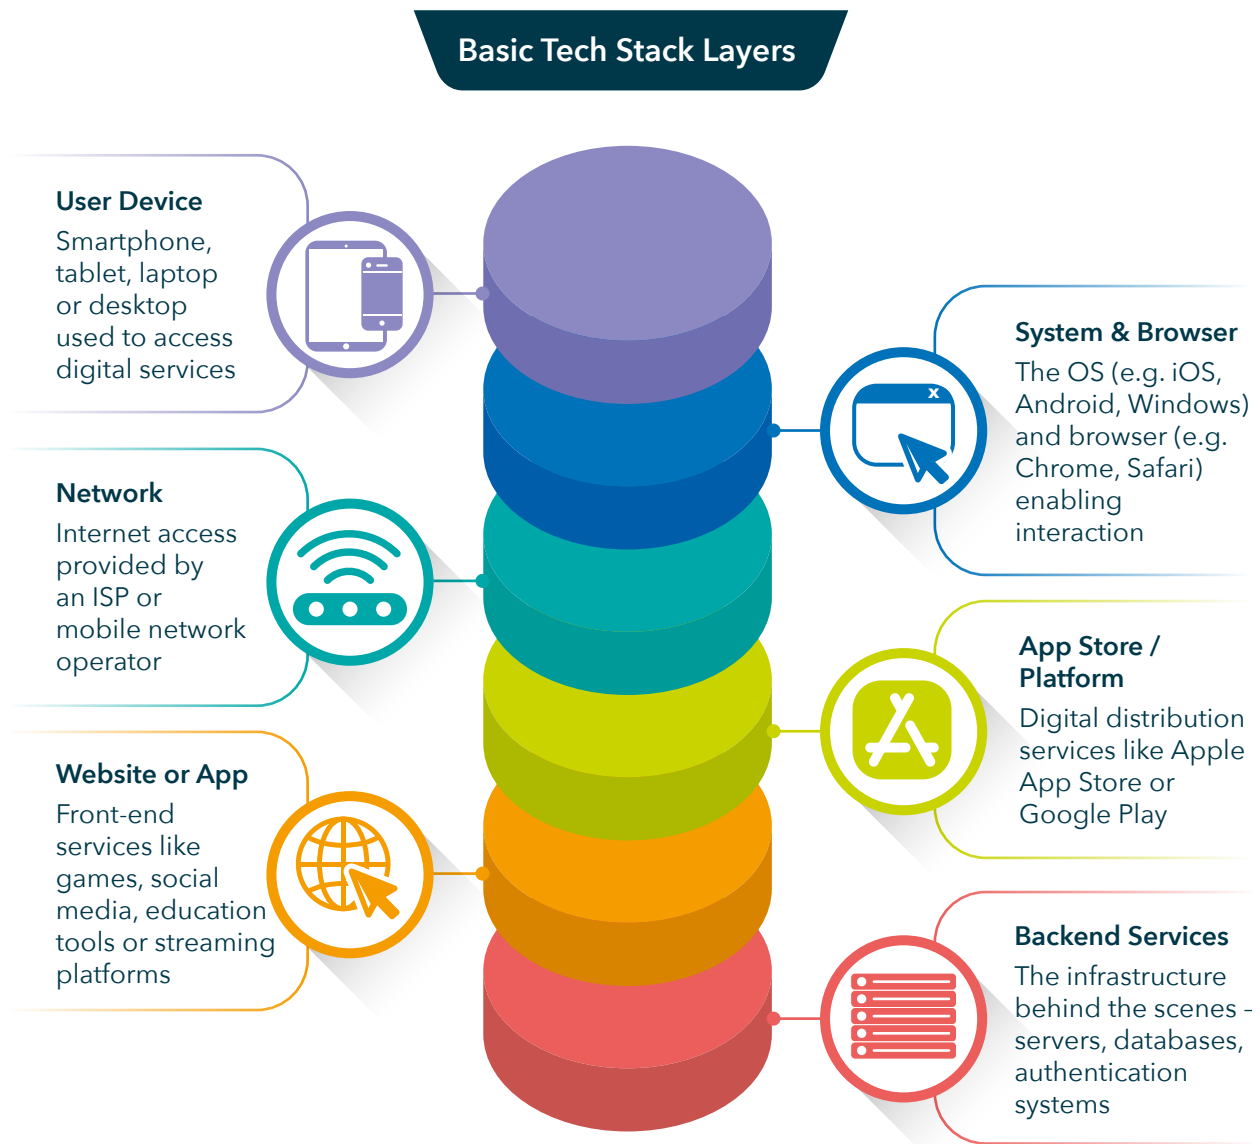 Basic Tech Stack Layers
User Device
Smartphone,
tablet, laptop
or desktop
used to access
digital services
System & Browser
The OS (e.g. iOS,
Android, Windows)
and browser (e.g.
Chrome, Safari)
enabling
interaction
x
Network
Internet access
provided by
an ISP or
mobile network
operator
App Store /
Platform
Digital distribution
services like Apple
App Store or
Google Play
Website or App
Front-end
services like
games, social
media, education
tools or streaming
platforms
Backend Services
The infrastructure
behind the scenes –
servers, databases,
authentication
systems